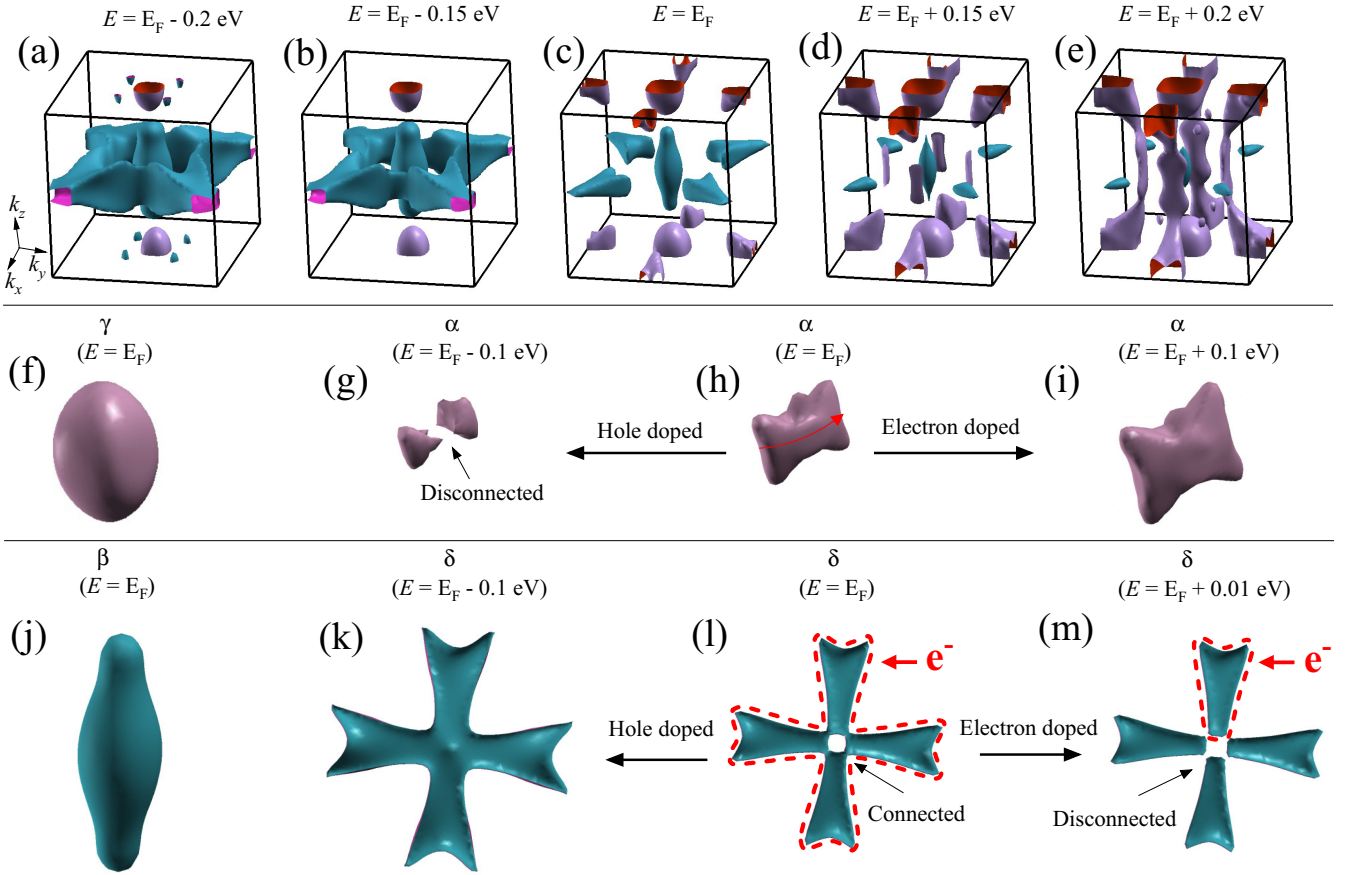 E = E_F - 0.2 eV
E = E_F - 0.15 eV
E = E_F
E = E_F + 0.15 eV
E = E_F + 0.2 eV
(a)
(b)
(c)
(d)
(e)
k_z
k_y
k_x
γ
(E = E_F)
α
(E = E_F - 0.1 eV)
α
(E = E_F)
α
(E = E_F + 0.1 eV)
(f)
(g)
(h)
(i)
Hole doped
Electron doped
Disconnected
β
(E = E_F)
δ
(E = E_F - 0.1 eV)
δ
(E = E_F)
δ
(E = E_F + 0.01 eV)
(j)
(k)
(l)
(m)
e⁻
e⁻
Hole doped
Electron doped
Connected
Disconnected